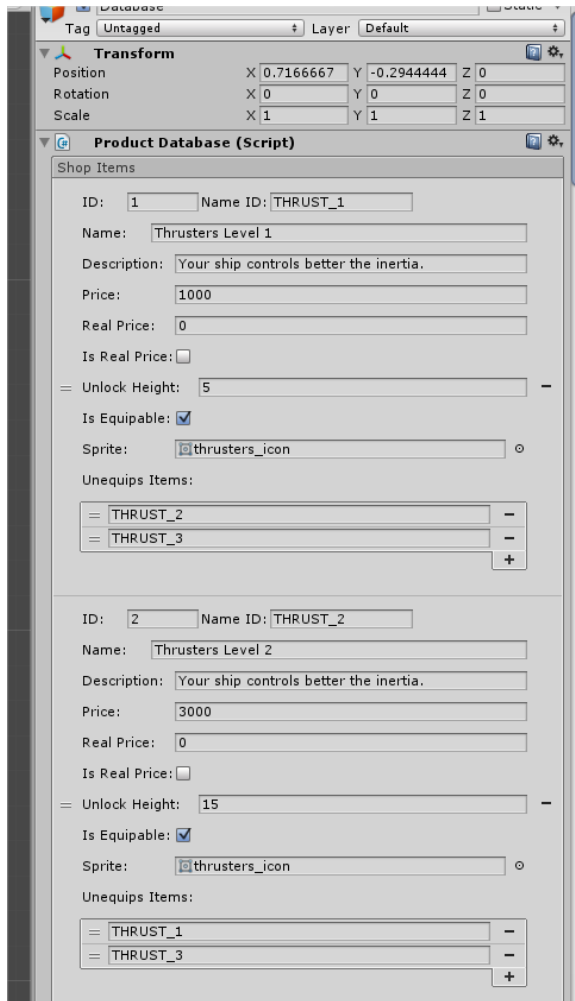 Database Static
Tag Untagged Layer Default
Transform
Position X 0.7166667 Y -0.2944444 Z 0
Rotation X 0 Y 0 Z 0
Scale X 1 Y 1 Z 1
Product Database (Script)
Shop Items
ID: 1 Name ID: THRUST_1
Name: Thrusters Level 1
Description: Your ship controls better the inertia.
Price: 1000
Real Price: 0
Is Real Price:
= Unlock Height: 5 −
Is Equipable:
Sprite: thrusters_icon
Unequips Items:
= THRUST_2 −
= THRUST_3 −
+
ID: 2 Name ID: THRUST_2
Name: Thrusters Level 2
Description: Your ship controls better the inertia.
Price: 3000
Real Price: 0
Is Real Price:
= Unlock Height: 15 −
Is Equipable:
Sprite: thrusters_icon
Unequips Items:
= THRUST_1 −
= THRUST_3 −
+